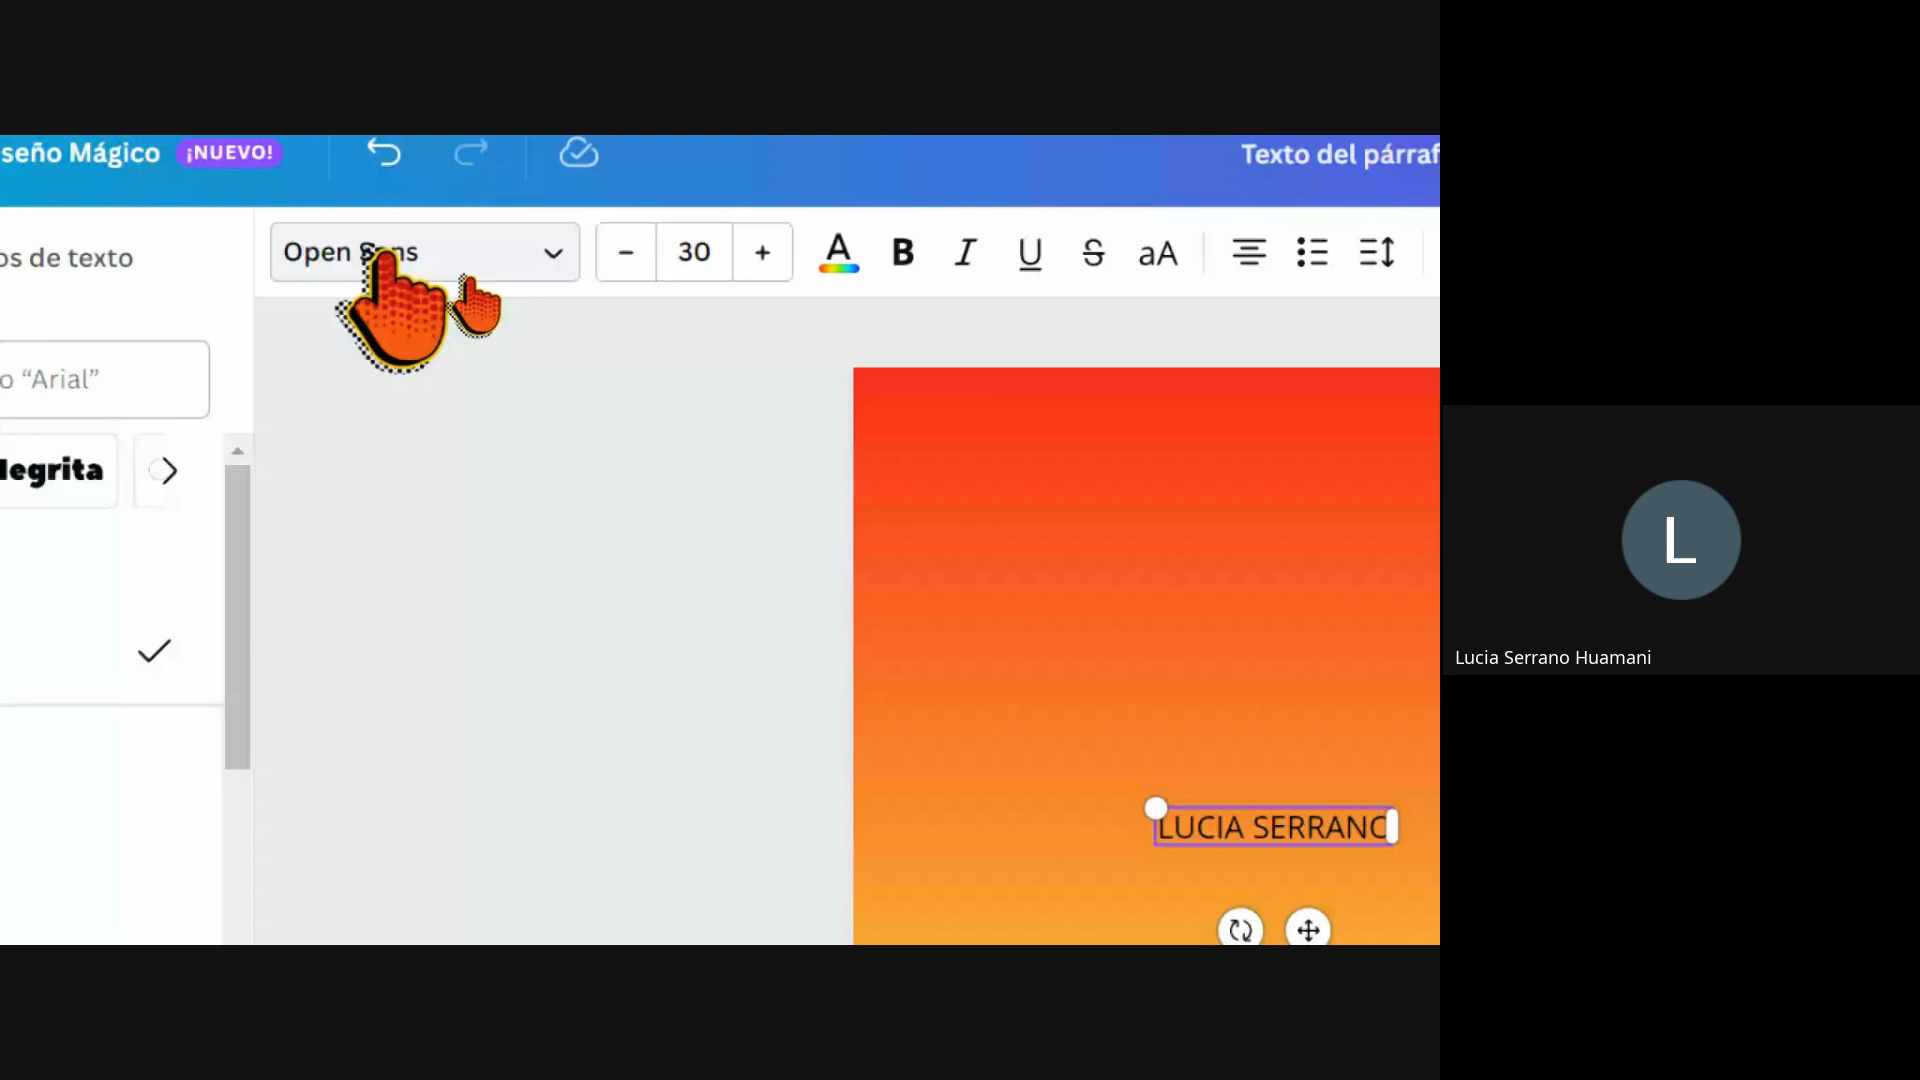 seño Mágico ¡NUEVO!
Texto del párraf
os de texto
Open Sans
- 30 +
A B I U S aA
o “Arial”
legrita
LUCIA SERRANO
L
Lucia Serrano Huamani